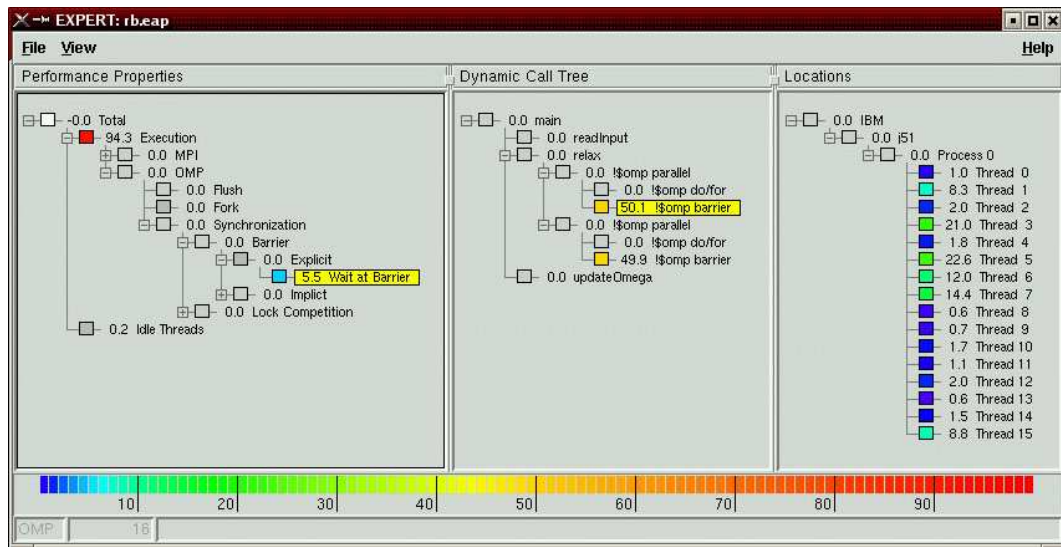 EXPERT: rb.eap
File View Help
Performance Properties
-0.0 Total
94.3 Execution
0.0 MPI
0.0 OMP
0.0 Flush
0.0 Fork
0.0 Synchronization
0.0 Barrier
0.0 Explicit
5.5 Wait at Barrier
0.0 Implict
0.0 Lock Competition
0.2 Idle Threads
Dynamic Call Tree
0.0 main
0.0 readInput
0.0 relax
0.0 !$omp parallel
0.0 !$omp do/for
50.1 !$omp barrier
0.0 !$omp parallel
0.0 !$omp do/for
49.9 !$omp barrier
0.0 updateOmega
Locations
0.0 IBM
0.0 j51
0.0 Process 0
1.0 Thread 0
8.3 Thread 1
2.0 Thread 2
21.0 Thread 3
1.8 Thread 4
22.6 Thread 5
12.0 Thread 6
14.4 Thread 7
0.6 Thread 8
0.7 Thread 9
1.7 Thread 10
1.1 Thread 11
2.0 Thread 12
0.6 Thread 13
1.5 Thread 14
8.8 Thread 15
10 20 30 40 50 60 70 80 90
OMP 16